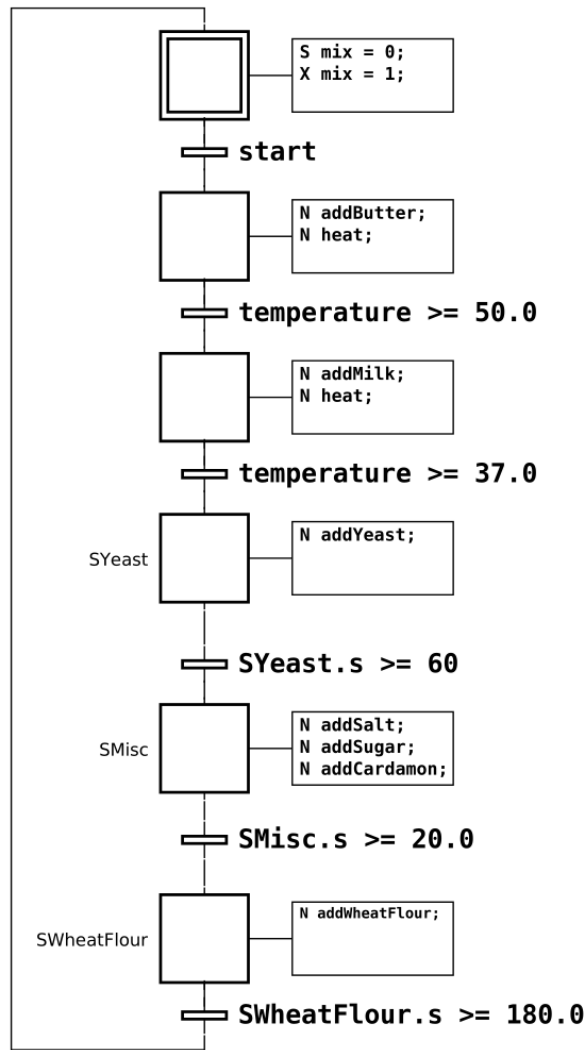 S mix = 0;
X mix = 1;
start
N addButter;
N heat;
temperature >= 50.0
N addMilk;
N heat;
temperature >= 37.0
SYeast
N addYeast;
SYeast.s >= 60
SMisc
N addSalt;
N addSugar;
N addCardamon;
SMisc.s >= 20.0
SWheatFlour
N addWheatFlour;
SWheatFlour.s >= 180.0